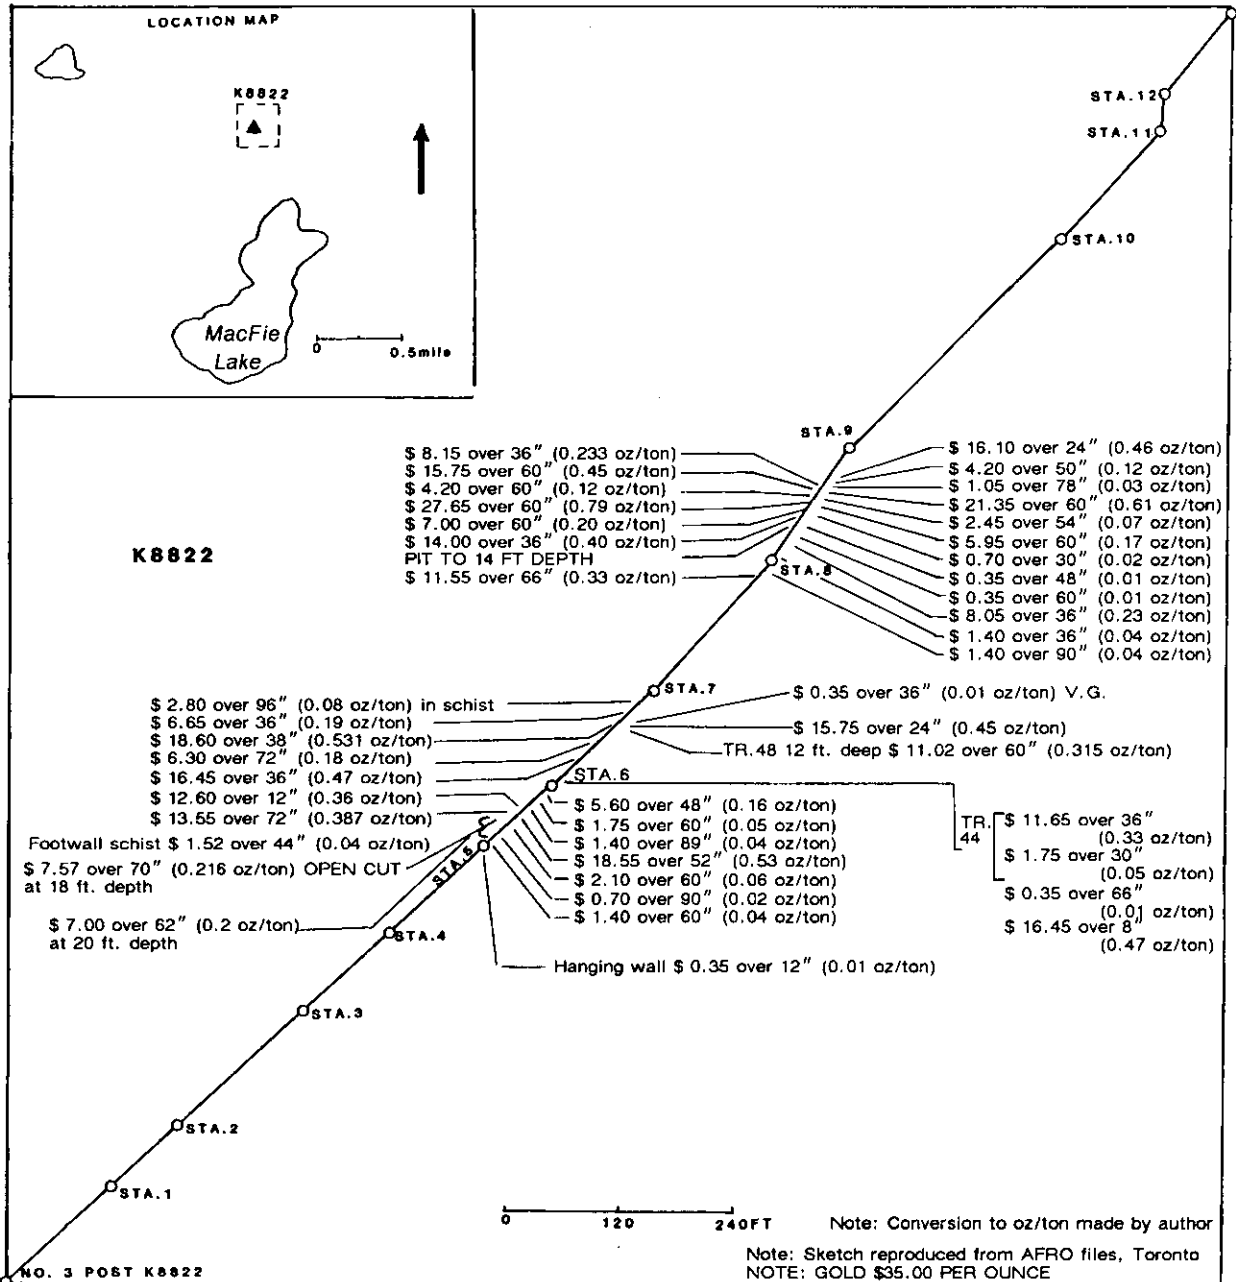 LOCATION MAP
K8822
MacFie
Lake
0 0.5mile
STA.12
STA.11
STA.10
STA.9
$ 8.15 over 36" (0.233 oz/ton)
$ 15.75 over 60" (0.45 oz/ton)
$ 4.20 over 60" (0.12 oz/ton)
$ 27.65 over 60" (0.79 oz/ton)
$ 7.00 over 60" (0.20 oz/ton)
$ 14.00 over 36" (0.40 oz/ton)
PIT TO 14 FT DEPTH
$ 11.55 over 66" (0.33 oz/ton)
$ 16.10 over 24" (0.46 oz/ton)
$ 4.20 over 50" (0.12 oz/ton)
$ 1.05 over 78" (0.03 oz/ton)
$ 21.35 over 60" (0.61 oz/ton)
$ 2.45 over 54" (0.07 oz/ton)
$ 5.95 over 60" (0.17 oz/ton)
$ 0.70 over 30" (0.02 oz/ton)
$ 0.35 over 48" (0.01 oz/ton)
$ 0.35 over 60" (0.01 oz/ton)
$ 8.05 over 36" (0.23 oz/ton)
$ 1.40 over 36" (0.04 oz/ton)
$ 1.40 over 90" (0.04 oz/ton)
K8822
STA.8
STA.7
$ 2.80 over 96" (0.08 oz/ton) in schist
$ 6.65 over 36" (0.19 oz/ton)
$ 18.60 over 38" (0.531 oz/ton)
$ 6.30 over 72" (0.18 oz/ton)
$ 16.45 over 36" (0.47 oz/ton)
$ 12.60 over 12" (0.36 oz/ton)
$ 13.55 over 72" (0.387 oz/ton)
Footwall schist $ 1.52 over 44" (0.04 oz/ton)
$ 7.57 over 70" (0.216 oz/ton) OPEN CUT
at 18 ft. depth
$ 7.00 over 62" (0.2 oz/ton)
at 20 ft. depth
$ 0.35 over 36" (0.01 oz/ton) V.G.
$ 15.75 over 24" (0.45 oz/ton)
TR.48 12 ft. deep $ 11.02 over 60" (0.315 oz/ton)
STA.6
$ 5.60 over 48" (0.16 oz/ton)
$ 1.75 over 60" (0.05 oz/ton)
$ 1.40 over 89" (0.04 oz/ton)
$ 18.55 over 52" (0.53 oz/ton)
$ 2.10 over 60" (0.06 oz/ton)
$ 0.70 over 90" (0.02 oz/ton)
$ 1.40 over 60" (0.04 oz/ton)
TR.
44
$ 11.65 over 36"
(0.33 oz/ton)
$ 1.75 over 30"
(0.05 oz/ton)
$ 0.35 over 66"
(0.01 oz/ton)
$ 16.45 over 8"
(0.47 oz/ton)
STA.5
STA.4
Hanging wall $ 0.35 over 12" (0.01 oz/ton)
STA.3
STA.2
STA.1
0 120 240FT
Note: Conversion to oz/ton made by author
Note: Sketch reproduced from AFRO files, Toronto
NOTE: GOLD $35.00 PER OUNCE
NO. 3 POST K8822